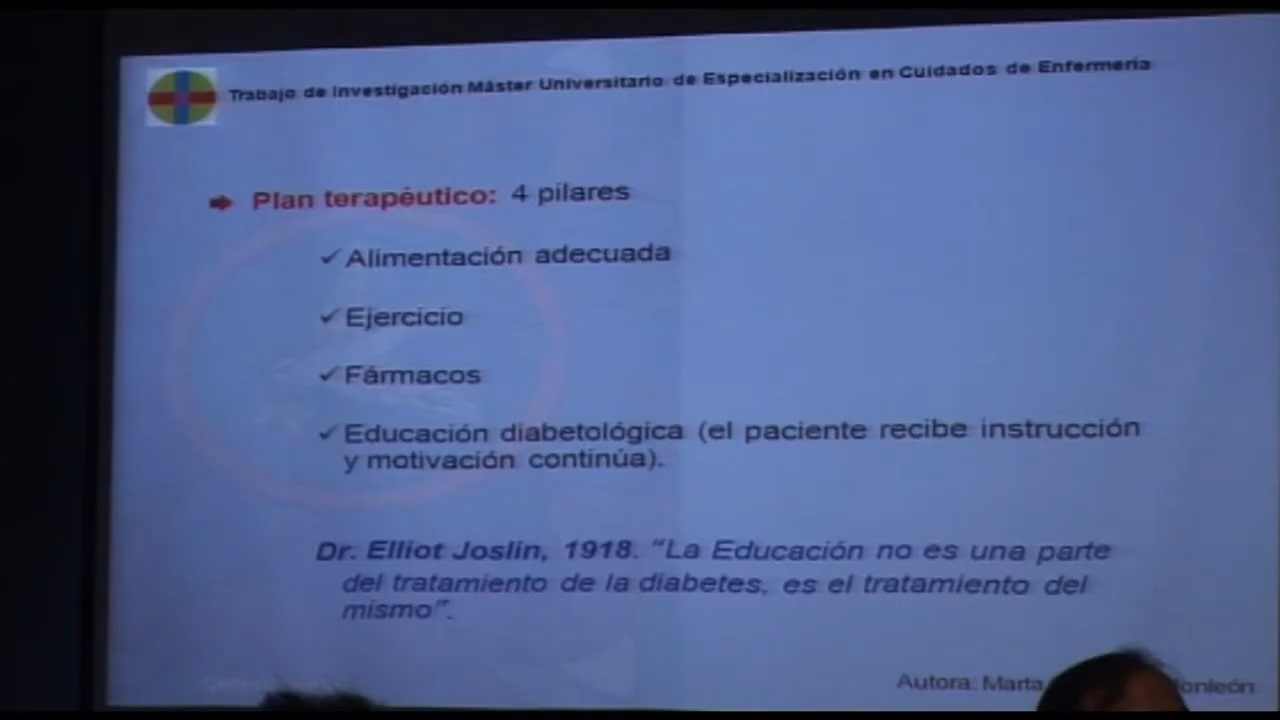 Trabajo de Investigación Máster Universitario de Especialización en Cuidados de Enfermería
Plan terapéutico: 4 pilares
Alimentación adecuada
Ejercicio
Fármacos
Educación diabetológica (el paciente recibe instrucción
y motivación continúa).
Dr. Elliot Joslin, 1918. “La Educación no es una parte
del tratamiento de la diabetes, es el tratamiento del
mismo”.
Autora: Marta